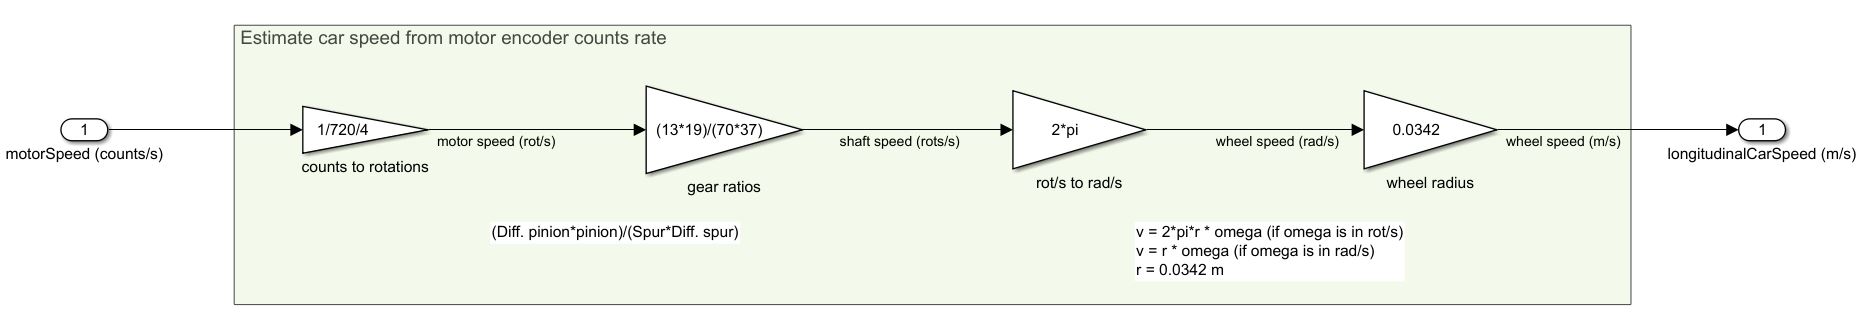 Estimate car speed from motor encoder counts rate
1
motorSpeed (counts/s)
1/720/4
counts to rotations
motor speed (rot/s)
(13*19)/(70*37)
gear ratios
shaft speed (rots/s)
2*pi
rot/s to rad/s
wheel speed (rad/s)
0.0342
wheel radius
wheel speed (m/s)
1
longitudinalCarSpeed (m/s)
(Diff. pinion*pinion)/(Spur*Diff. spur)
v = 2*pi*r * omega (if omega is in rot/s)
v = r * omega (if omega is in rad/s)
r = 0.0342 m